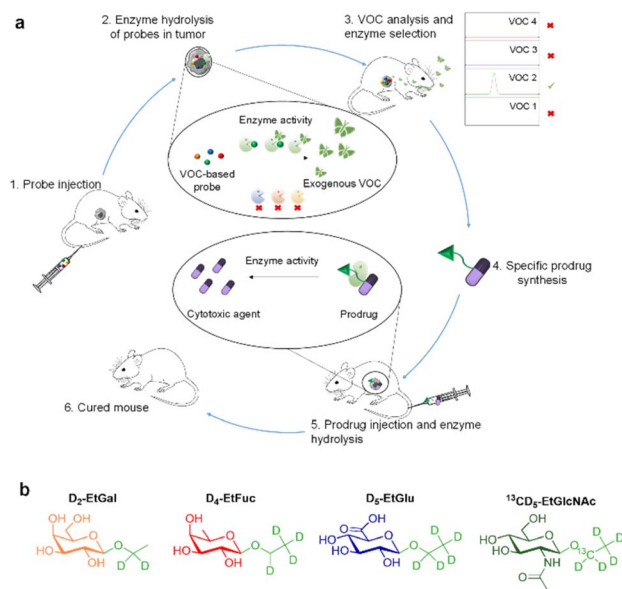 a
2. Enzyme hydrolysis
of probes in tumor
3. VOC analysis and
enzyme selection
VOC 4
VOC 3
VOC 2
VOC 1
1. Probe injection
Enzyme activity
VOC-based
probe
Exogenous VOC
Enzyme activity
Cytotoxic agent
Prodrug
4. Specific prodrug
synthesis
5. Prodrug injection and enzyme
hydrolysis
6. Cured mouse
b
D₂-EtGal
D₄-EtFuc
D₅-EtGlu
¹³CD₅-EtGlcNAc
OH OH
HO
O
OH
O
D D
OH
O
HO
OH
O
D
D
D
D
O
OH
HO
HO
O
OH
O
D D
D
D
D
OH
HO
HO
O
NH
O
O
¹³C
D D
D
D
D